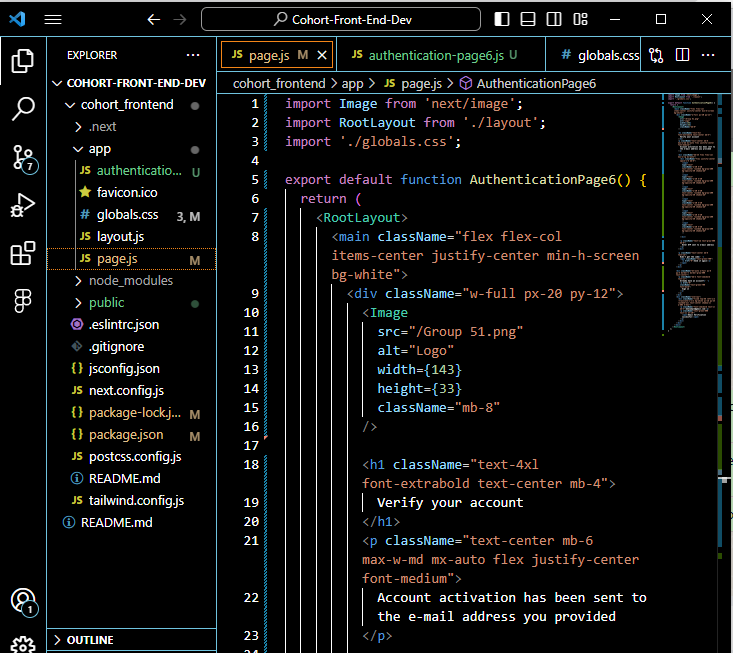 Cohort-Front-End-Dev
EXPLORER
COHORT-FRONT-END-DEV
cohort_frontend
.next
app
JS authenticatio... U
favicon.ico
# globals.css 3, M
JS layout.js
JS page.js M
node_modules
public
.eslintrc.json
.gitignore
{} jsconfig.json
JS next.config.js
{} package-lock.j... M
{} package.json M
JS postcss.config.js
README.md
JS tailwind.config.js
README.md
OUTLINE
7
1
JS page.js M
JS authentication-page6.js U
# globals.css
cohort_frontend > app > JS page.js > AuthenticationPage6
1 import Image from 'next/image';
2 import RootLayout from './layout';
3 import './globals.css';
4
5 export default function AuthenticationPage6() {
6 return (
7 <RootLayout>
8 <main className="flex flex-col
items-center justify-center min-h-screen
bg-white">
9 <div className="w-full px-20 py-12">
10 <Image
11 src="/Group 51.png"
12 alt="Logo"
13 width={143}
14 height={33}
15 className="mb-8"
16 />
17
18 <h1 className="text-4xl
font-extrabold text-center mb-4">
19 Verify your account
20 </h1>
21 <p className="text-center mb-6
max-w-md mx-auto flex justify-center
font-medium">
22 Account activation has been sent to
the e-mail address you provided
23 </p>